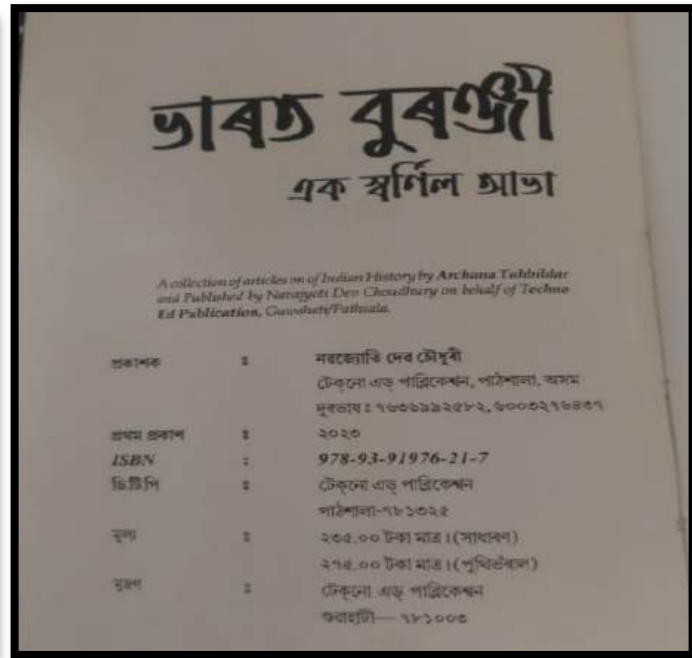 ভাৰত বুৰঞ্জী
এক স্বৰ্ণিল আভা
A collection of articles on of Indian History by Archana Tahbildar
and Published by Navajyoti Dev Choudhury on behalf of Techno
Ed Publication, Guwahati/Pathsala.
প্ৰকাশক : নৱজ্যোতি দেৱ চৌধুৰী
টেক্‌নো এড্ পাব্লিকেশ্বন, পাঠশালা, অসম
দূৰভাষ : ৭৬৩৬৯৯২৫৮২, ৬০০৩২৭৬৪৩৭
প্ৰথম প্ৰকাশ : ২০২৩
ISBN : 978-93-91976-21-7
ডিটিপি : টেক্‌নো এড্ পাব্লিকেশ্বন
পাঠশালা-৭৮১৩২৫
মূল্য : ২৩৫.০০ টকা মাত্ৰ। (সাধাৰণ)
২৭৫.০০ টকা মাত্ৰ। (পুথিভঁৰাল)
মুদ্ৰণ : টেক্‌নো এড্ পাব্লিকেশ্বন
গুৱাহাটী— ৭৮১০০৩